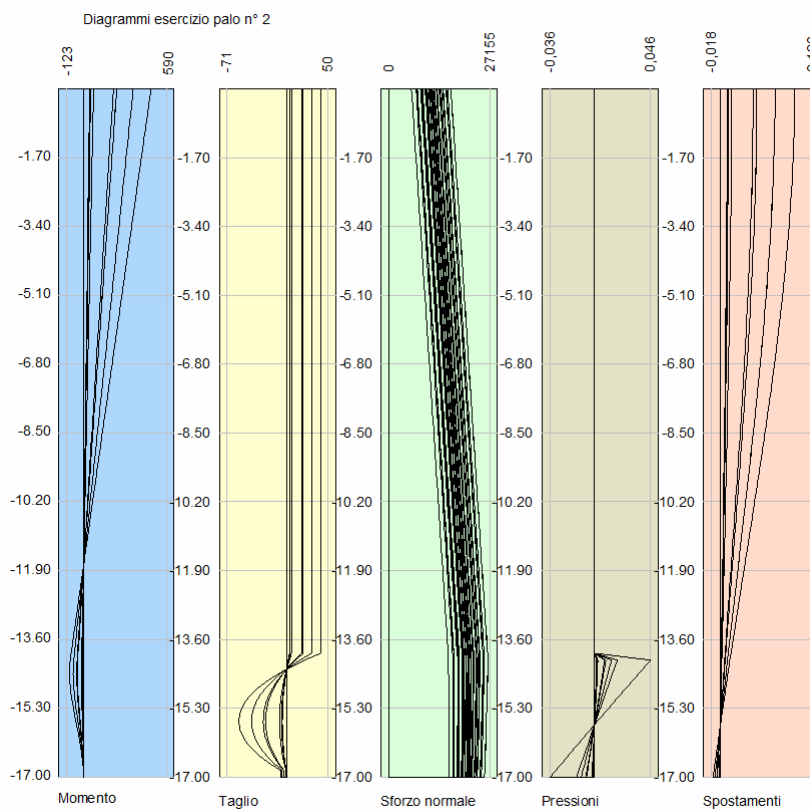 Diagrammi esercizio palo n° 2
-123 590 -71 50 0 27155 -0,036 0,046 -0,018
-1.70 -1.70 -1.70 -1.70 -1.70
-3.40 -3.40 -3.40 -3.40 -3.40
-5.10 -5.10 -5.10 -5.10 -5.10
-6.80 -6.80 -6.80 -6.80 -6.80
-8.50 -8.50 -8.50 -8.50 -8.50
-10.20 -10.20 -10.20 -10.20 -10.20
-11.90 -11.90 -11.90 -11.90 -11.90
-13.60 -13.60 -13.60 -13.60 -13.60
-15.30 -15.30 -15.30 -15.30 -15.30
-17.00 -17.00 -17.00 -17.00 -17.00
Momento Taglio Sforzo normale Pressioni Spostamenti